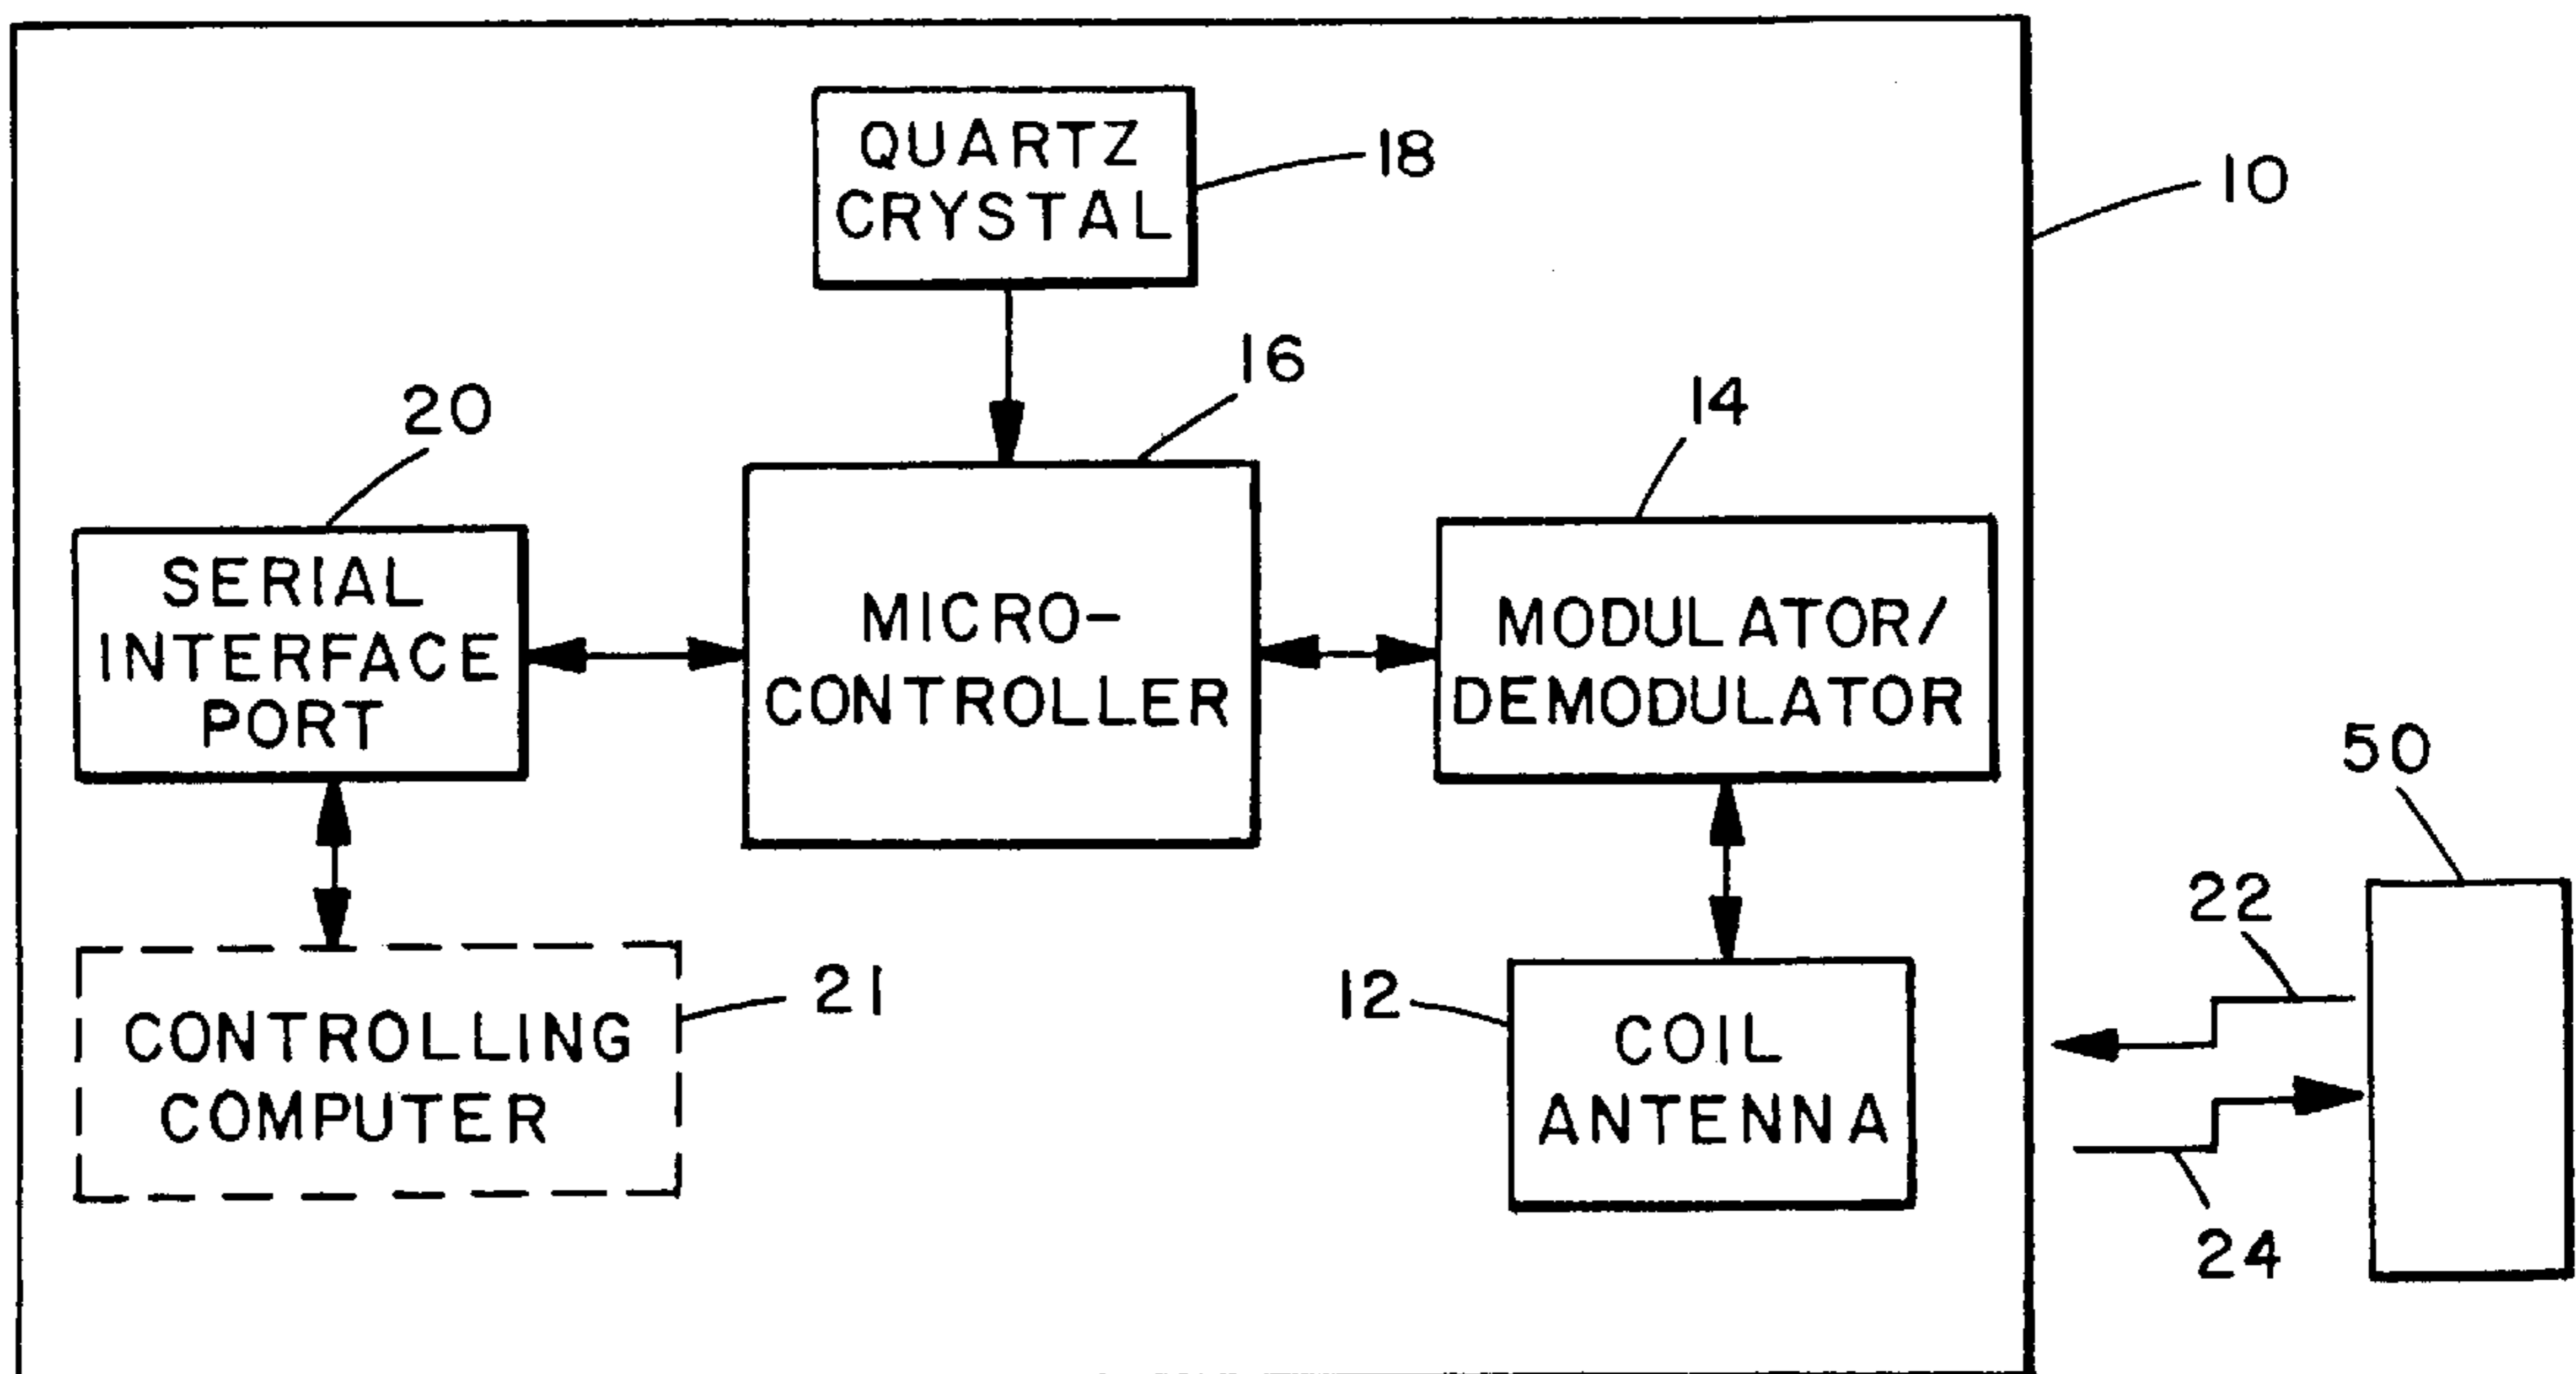 QUARTZ
CRYSTAL
18
10
16
20
14
SERIAL
INTERFACE
PORT
MICRO-
CONTROLLER
MODULATOR/
DEMODULATOR
50
22
CONTROLLING
COMPUTER
21
12
COIL
ANTENNA
24